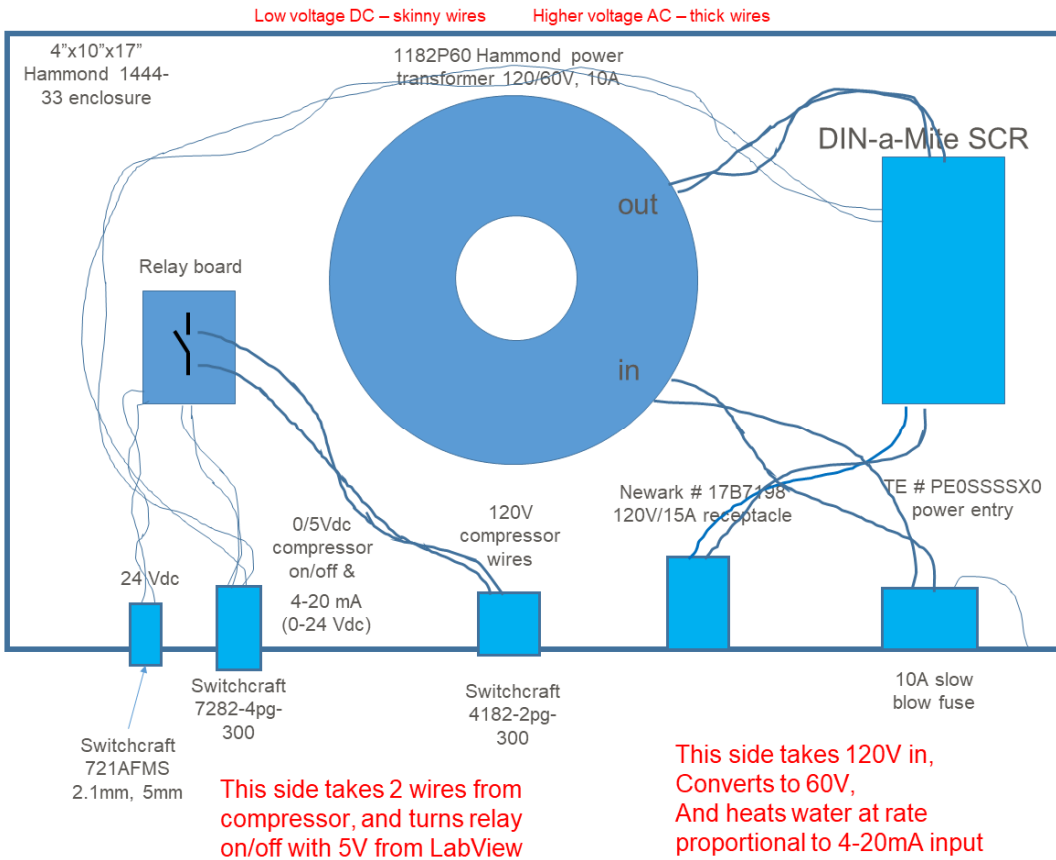 Low voltage DC – skinny wires
Higher voltage AC – thick wires
4”x10”x17”
Hammond 1444-
33 enclosure
1182P60 Hammond power
transformer 120/60V, 10A
DIN-a-Mite SCR
out
in
Relay board
Newark # 17B7198
120V/15A receptacle
TE # PE0SSSSX0
power entry
120V
compressor
wires
0/5Vdc
compressor
on/off &
4-20 mA
(0-24 Vdc)
24 Vdc
Switchcraft
7282-4pg-
300
Switchcraft
4182-2pg-
300
10A slow
blow fuse
Switchcraft
721AFMS
2.1mm, 5mm
This side takes 2 wires from
compressor, and turns relay
on/off with 5V from LabView
This side takes 120V in,
Converts to 60V,
And heats water at rate
proportional to 4-20mA input